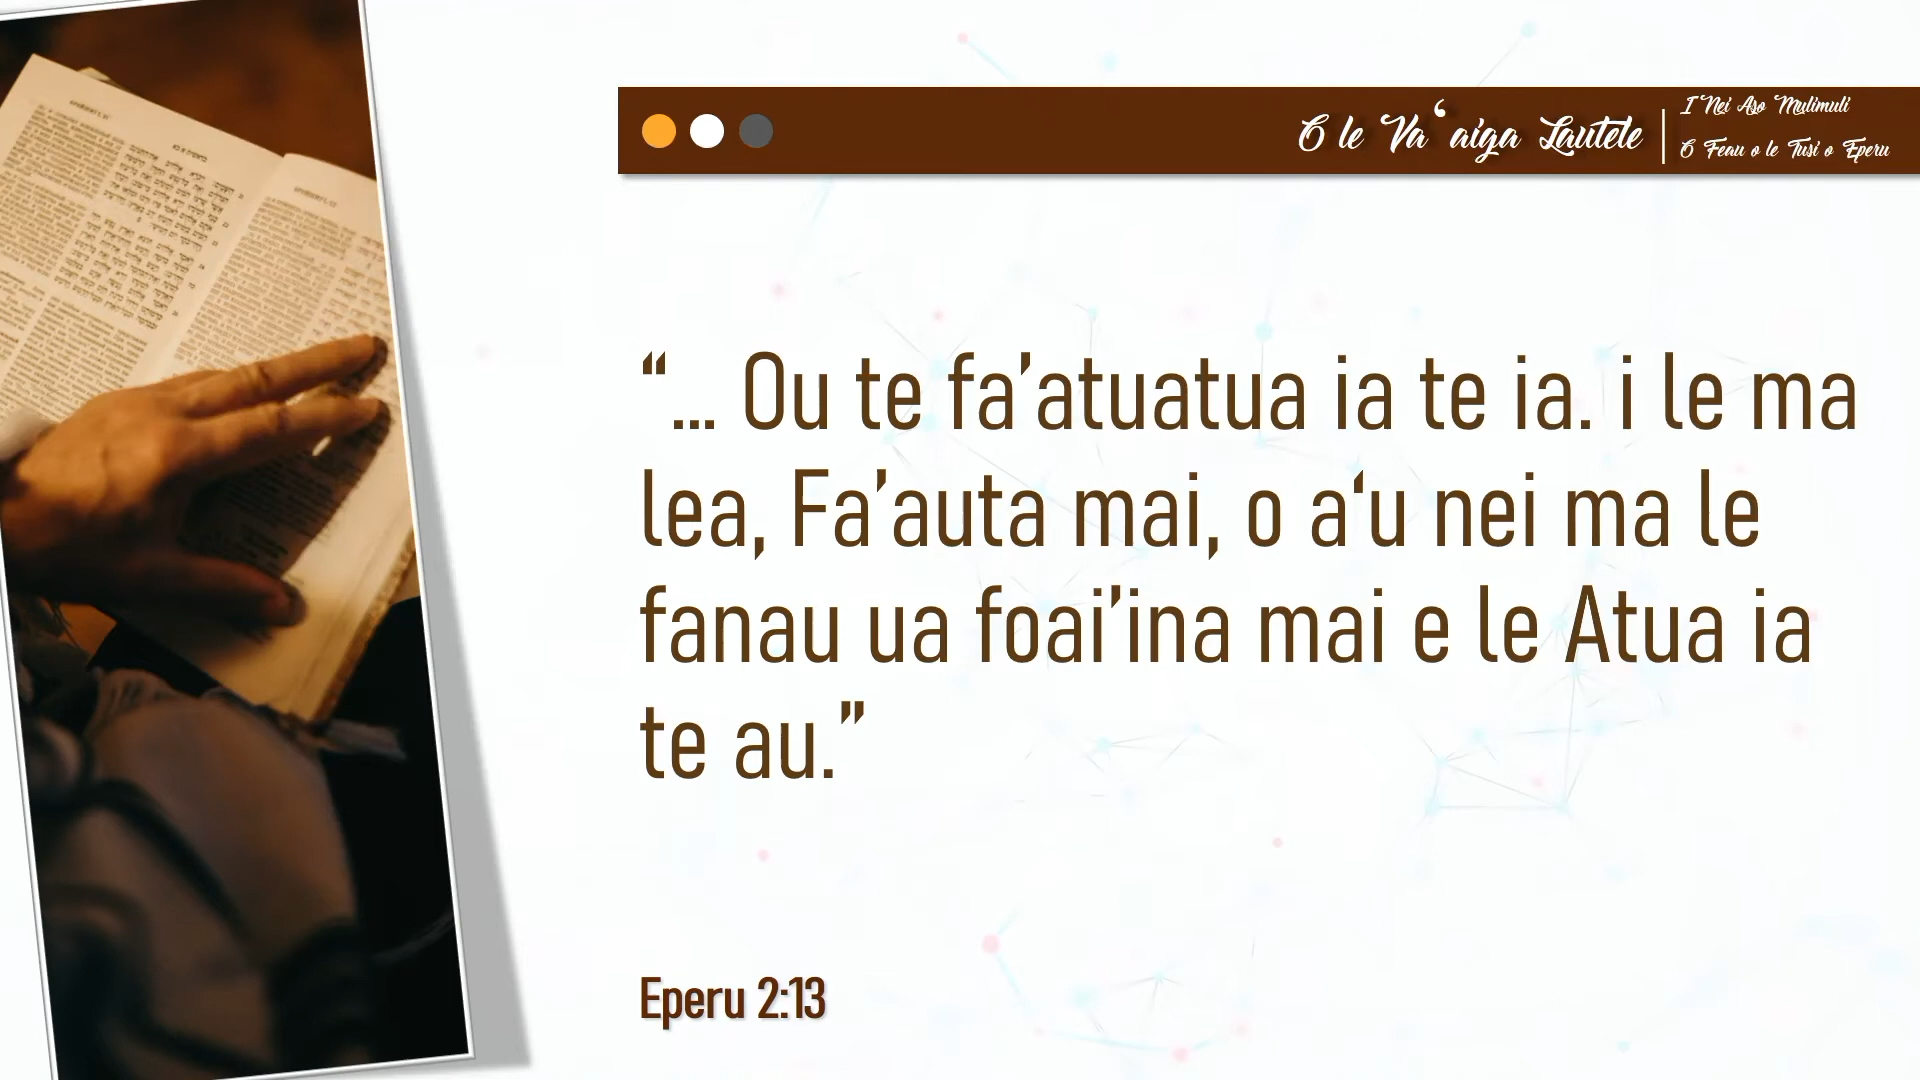 O le Va‘aiga Lautele
I Nei Aso Mulimuli
O Feau o le Tusi o Eperu
“... Ou te fa’atuatua ia te ia. i le ma
lea, Fa’auta mai, o a‘u nei ma le
fanau ua foai’ina mai e le Atua ia
te au.”
Eperu 2:13